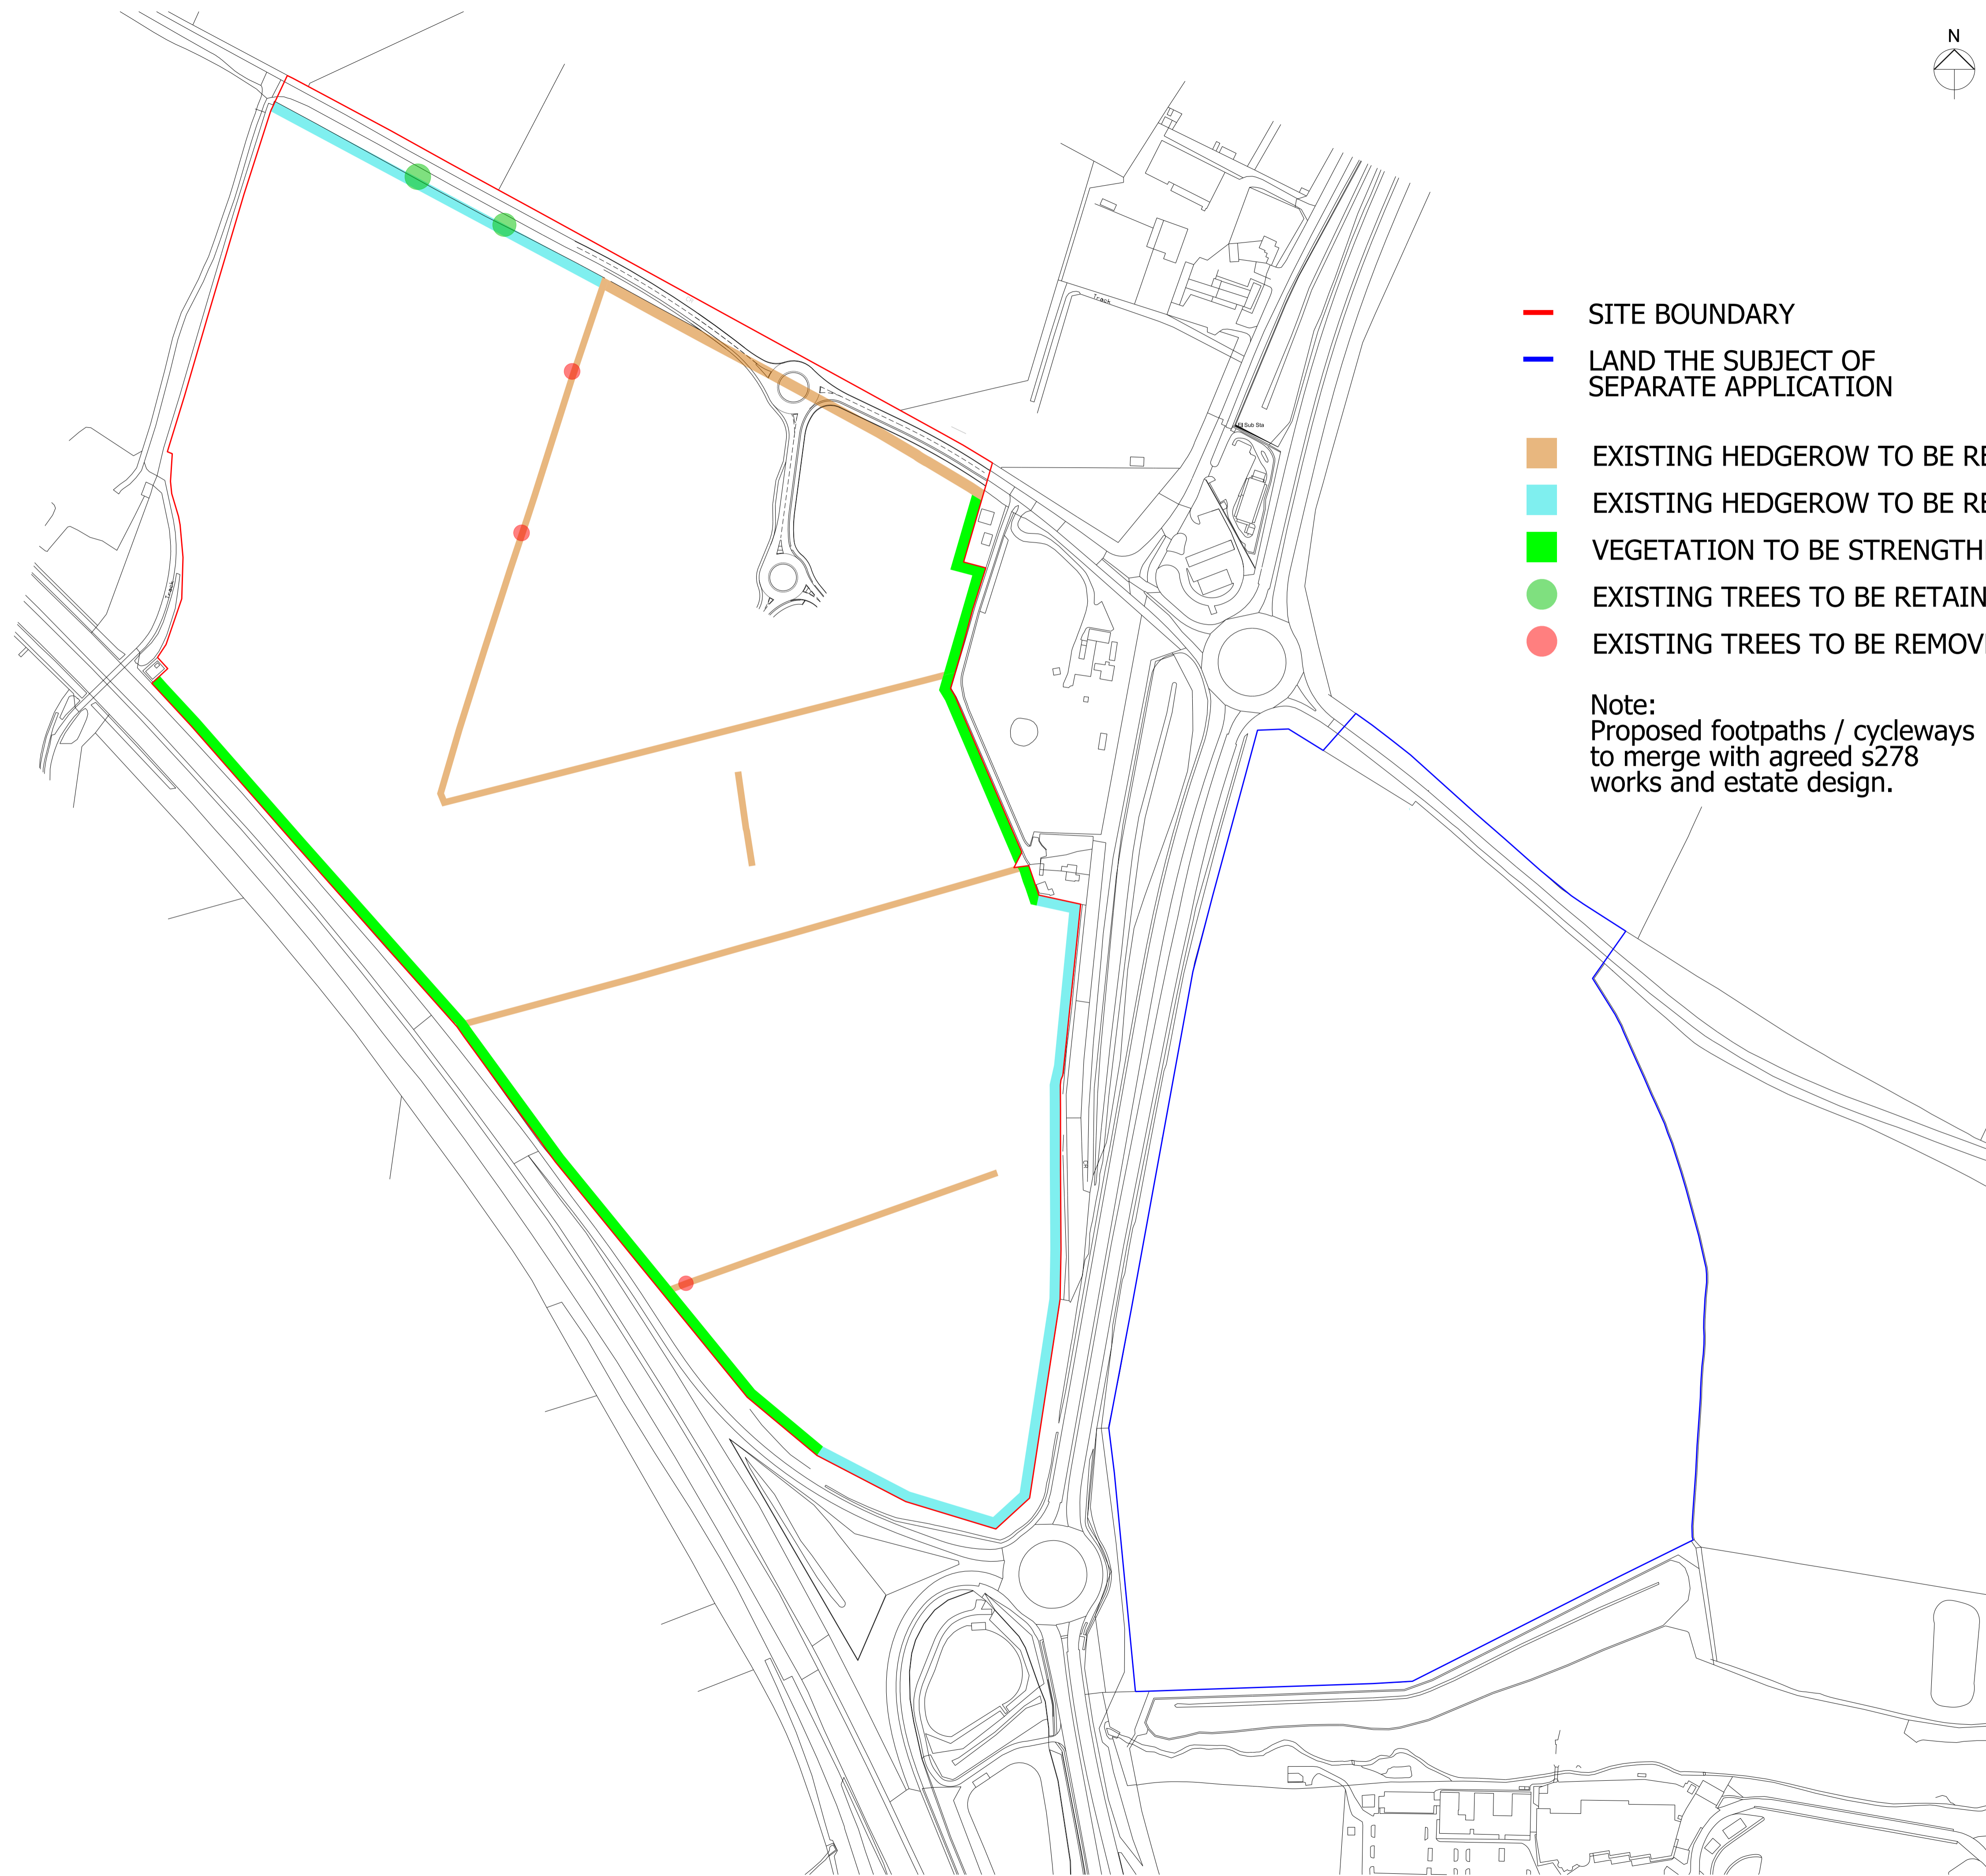 N
SITE BOUNDARY
LAND THE SUBJECT OF
SEPARATE APPLICATION
EXISTING HEDGEROW TO BE RE
EXISTING HEDGEROW TO BE RE
VEGETATION TO BE STRENGTH
EXISTING TREES TO BE RETAIN
EXISTING TREES TO BE REMOV
Note:
Proposed footpaths / cycleways
to merge with agreed s278
works and estate design.
Track
El Sub Sta
Track